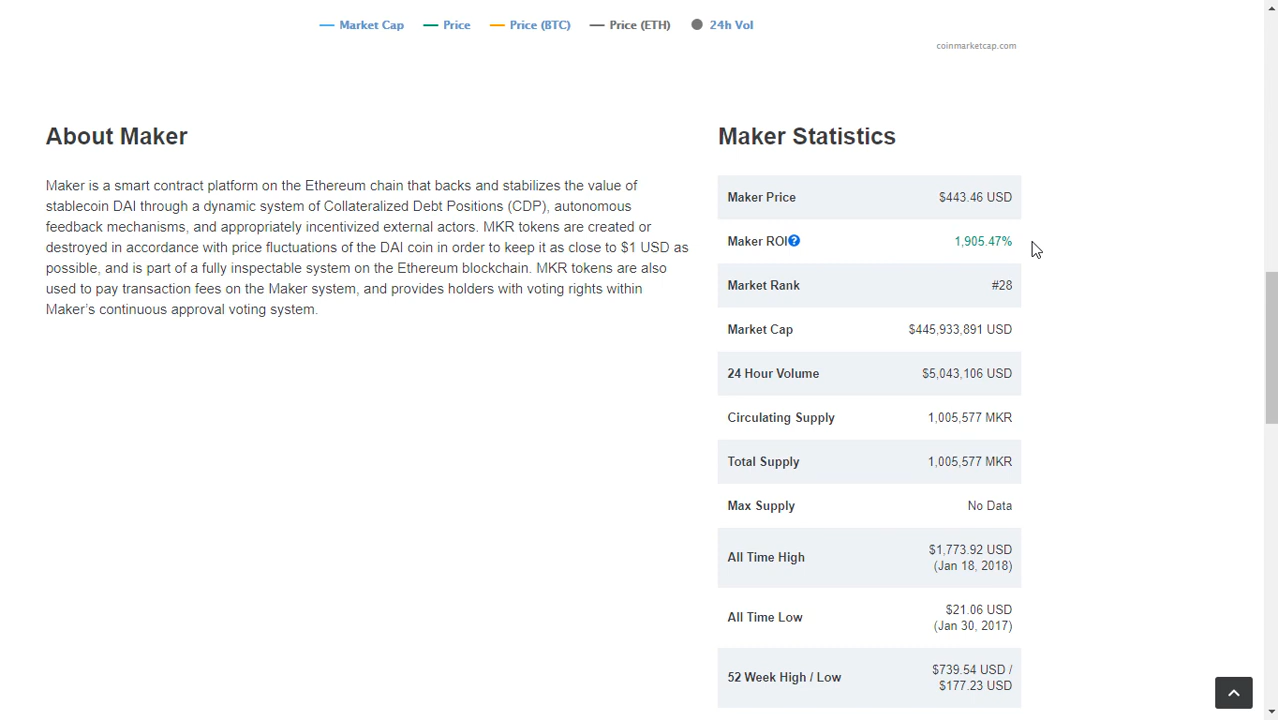 Market Cap Price Price (BTC) Price (ETH) 24h Vol
coinmarketcap.com
About Maker
Maker is a smart contract platform on the Ethereum chain that backs and stabilizes the value of
stablecoin DAI through a dynamic system of Collateralized Debt Positions (CDP), autonomous
feedback mechanisms, and appropriately incentivized external actors. MKR tokens are created or
destroyed in accordance with price fluctuations of the DAI coin in order to keep it as close to $1 USD as
possible, and is part of a fully inspectable system on the Ethereum blockchain. MKR tokens are also
used to pay transaction fees on the Maker system, and provides holders with voting rights within
Maker’s continuous approval voting system.
Maker Statistics
Maker Price $443.46 USD
Maker ROI? 1,905.47%
Market Rank #28
Market Cap $445,933,891 USD
24 Hour Volume $5,043,106 USD
Circulating Supply 1,005,577 MKR
Total Supply 1,005,577 MKR
Max Supply No Data
All Time High $1,773.92 USD
(Jan 18, 2018)
All Time Low $21.06 USD
(Jan 30, 2017)
52 Week High / Low $739.54 USD /
$177.23 USD